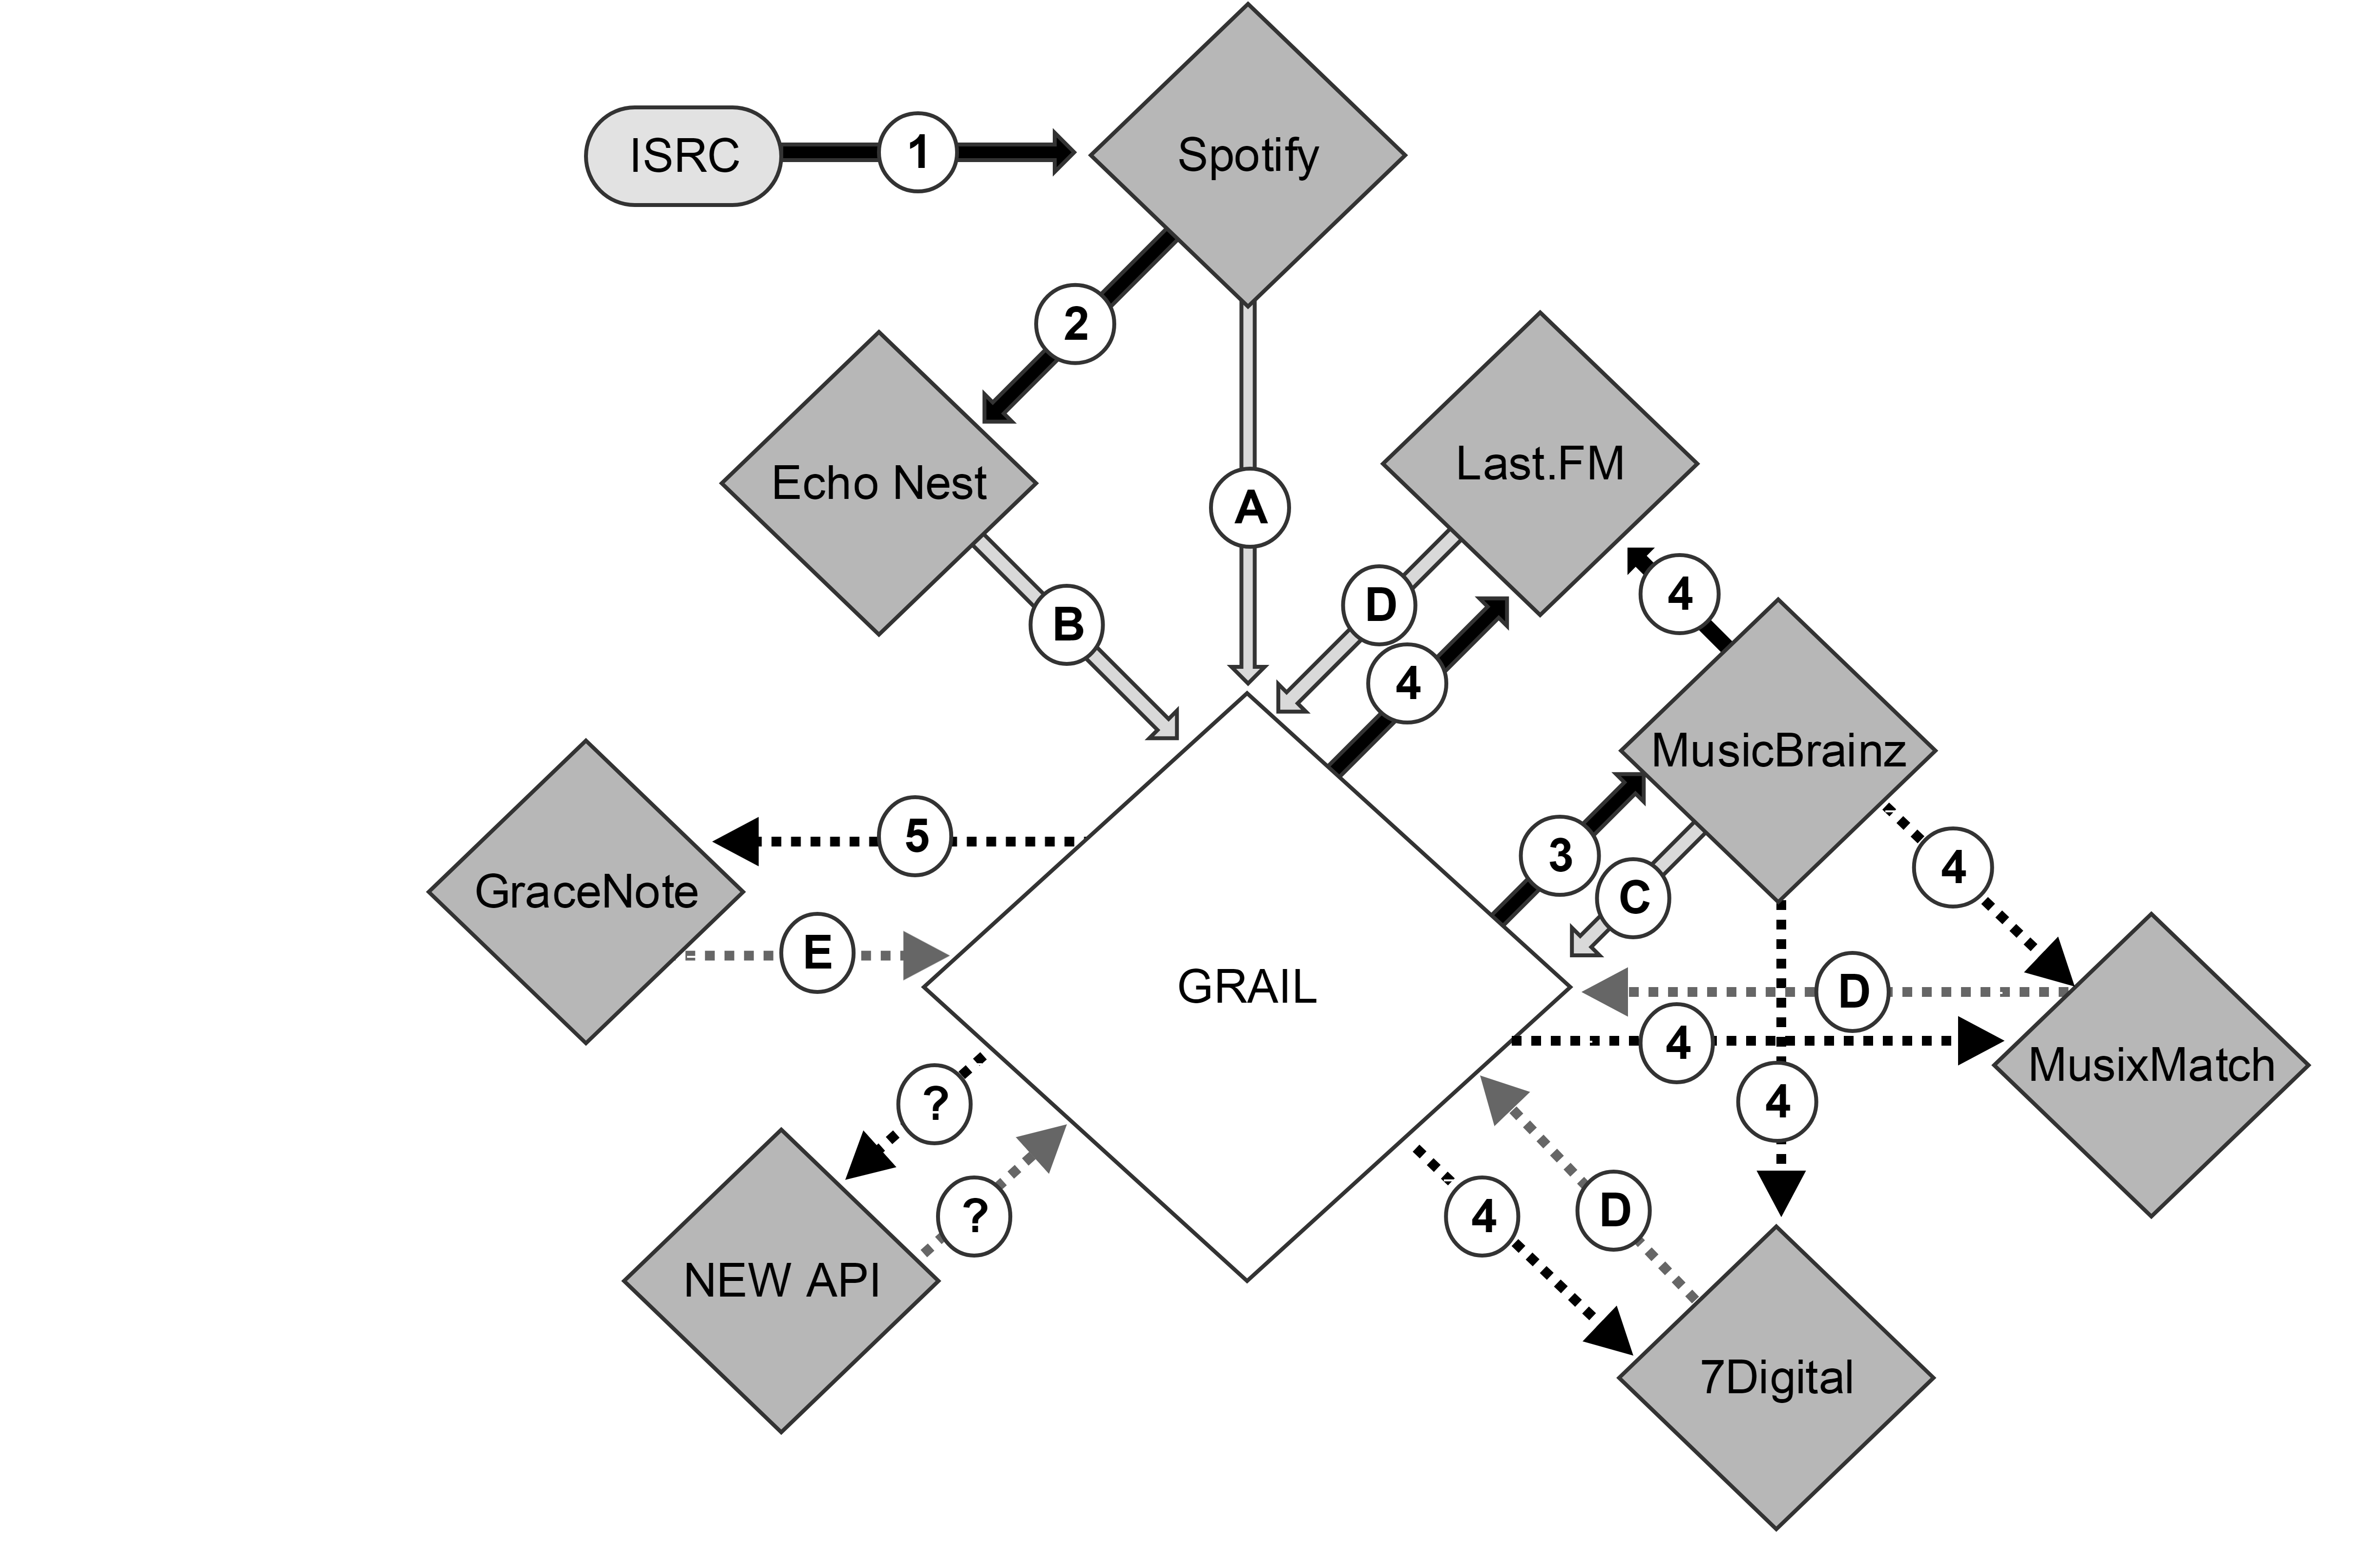 Spotify
ISRC
1
2
Last.FM
Echo Nest
A
4
D
B
4
MusicBrainz
5
3
4
GraceNote
C
E
GRAIL
D
4
MusixMatch
?
4
?
4
D
NEW API
7Digital